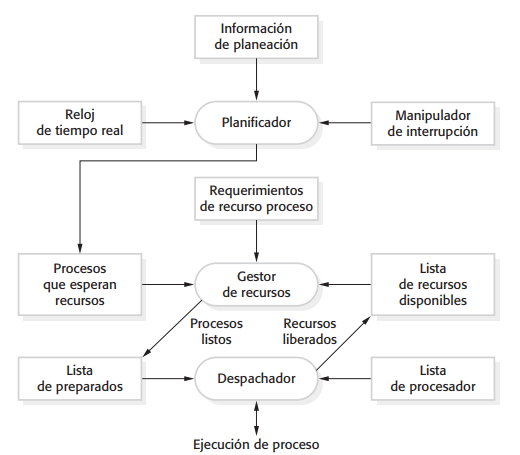 Información
de planeación
Reloj
de tiempo real
Planificador
Manipulador
de interrupción
Requerimientos
de recurso proceso
Procesos
que esperan
recursos
Gestor
de recursos
Lista
de recursos
disponibles
Procesos
listos
Recursos
liberados
Lista
de preparados
Despachador
Lista
de procesador
Ejecución de proceso